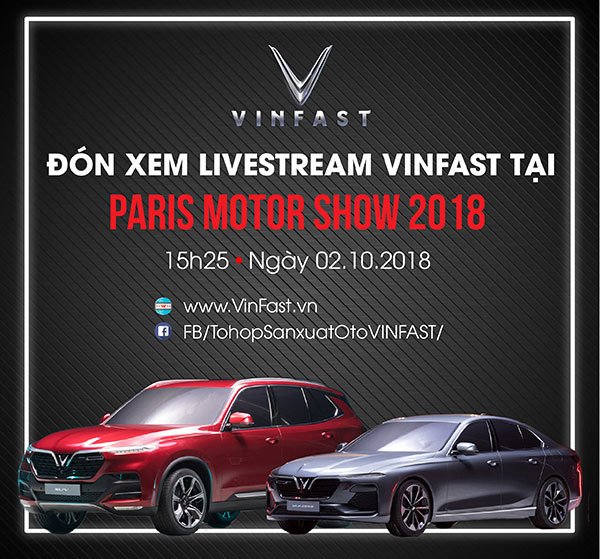 VINFAST
ĐÓN XEM LIVESTREAM VINFAST TẠI
PARIS MOTOR SHOW 2018
15h25 • Ngày 02.10.2018
www.VinFast.vn
FB/TohopSanxuatOtoVINFAST/